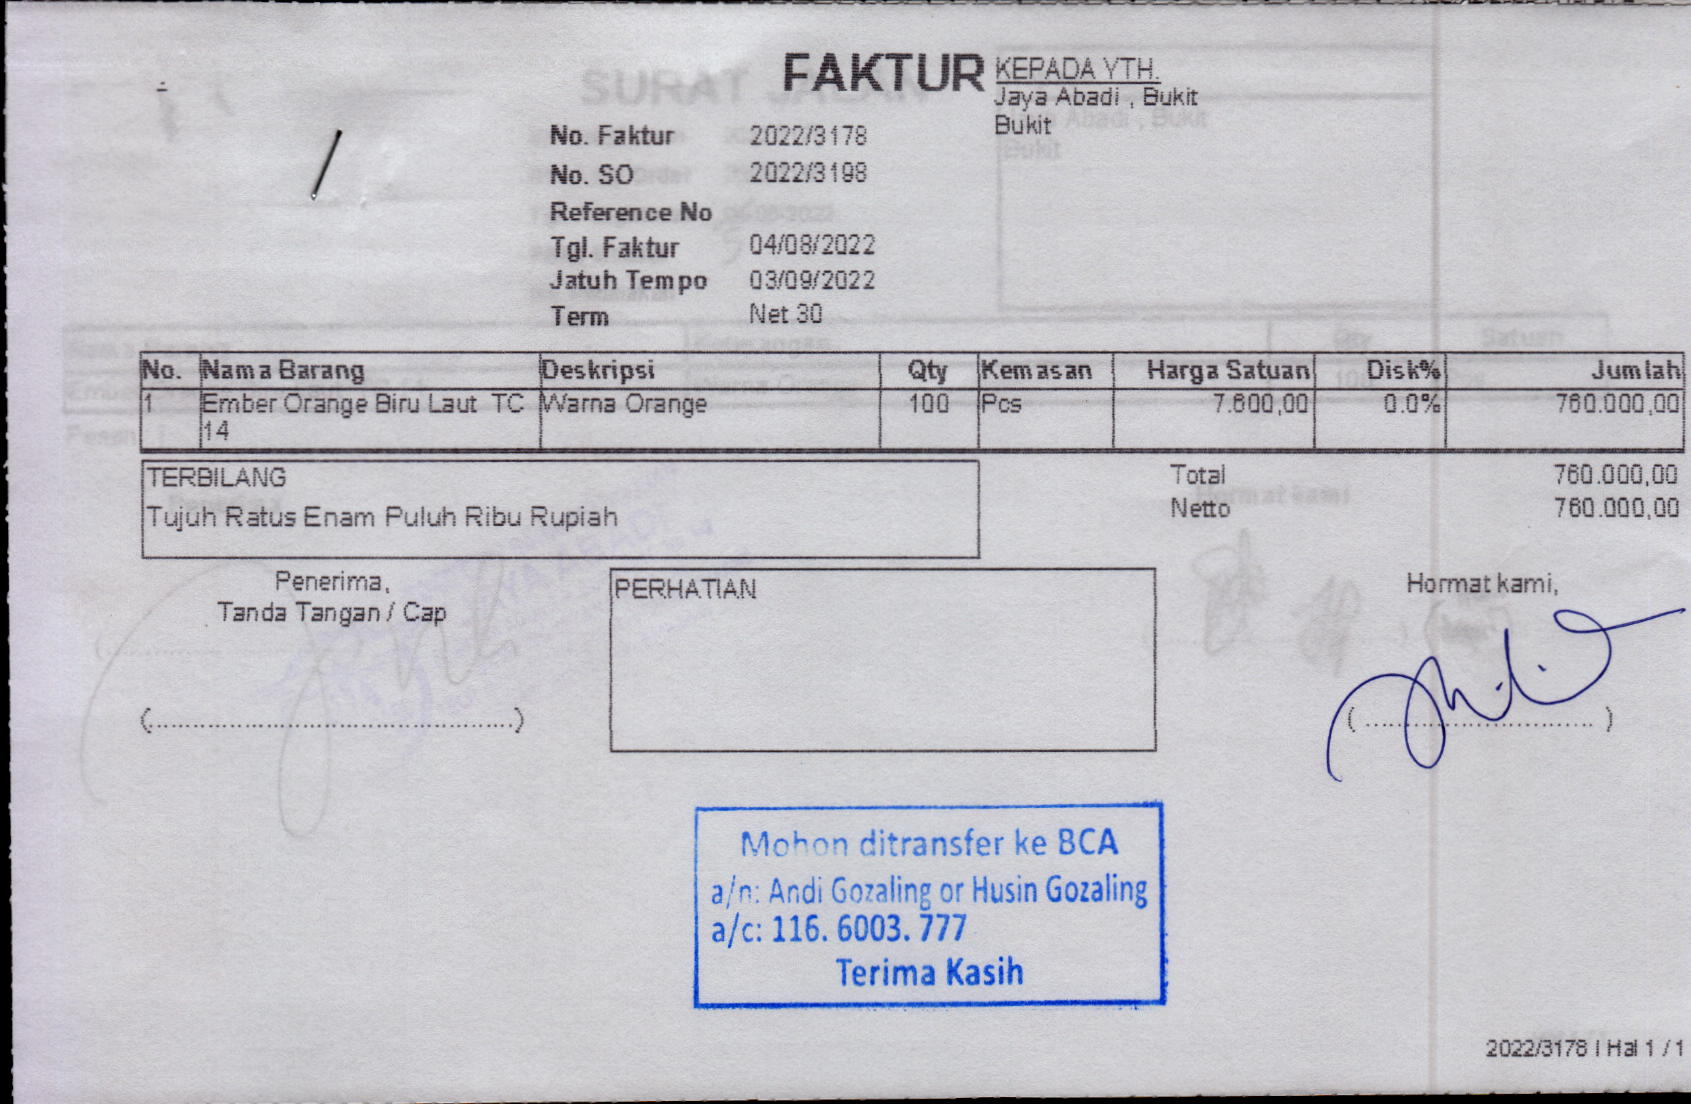 FAKTUR
KEPADA YTH.
Jaya Abadi , Bukit
Bukit
No. Faktur 2022/3178
No. SO 2022/3198
Reference No
Tgl. Faktur 04/08/2022
Jatuh Tempo 03/09/2022
Term Net 30
No. Nama Barang Deskripsi Qty Kemasan Harga Satuan Disk% Jumlah
1 Ember Orange Biru Laut TC Warna Orange 100 Pcs 7.600,00 0.0% 760.000,00
14
TERBILANG
Tujuh Ratus Enam Puluh Ribu Rupiah
Total 760.000,00
Netto 760.000,00
Penerima,
Tanda Tangan / Cap
(..............................................)
PERHATIAN
Hormat kami,
( ............................. )
Mohon ditransfer ke BCA
a/n: Andi Gozaling or Husin Gozaling
a/c: 116. 6003. 777
Terima Kasih
2022/3178 | Hal 1 / 1